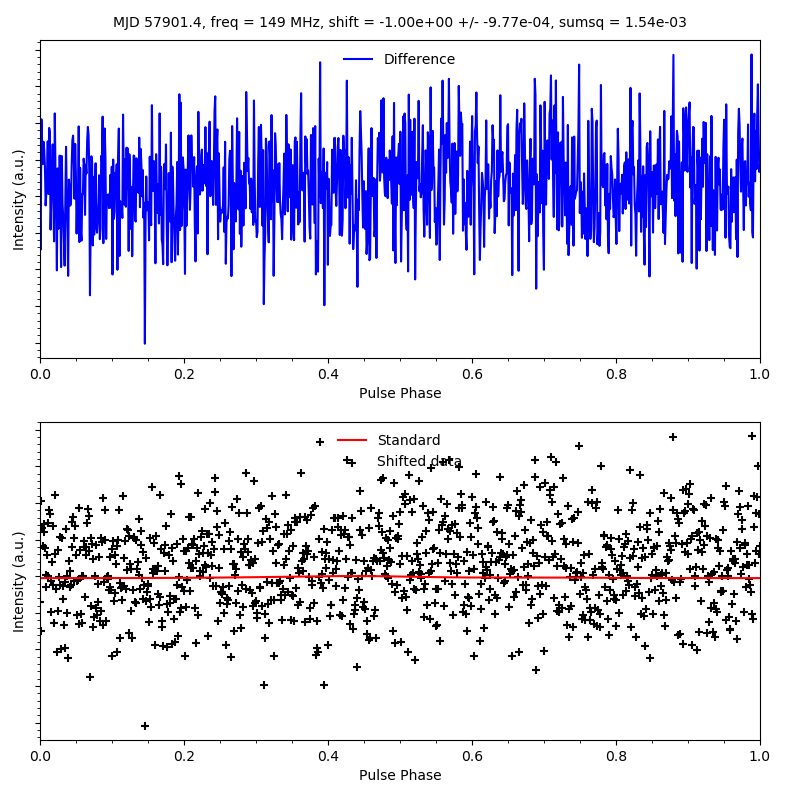 MJD 57901.4, freq = 149 MHz, shift = -1.00e+00 +/- -9.77e-04, sumsq = 1.54e-03
Difference
Intensity (a.u.)
0.0 0.2 0.4 0.6 0.8 1.0
Pulse Phase
Standard
Shifted data
Intensity (a.u.)
0.0 0.2 0.4 0.6 0.8 1.0
Pulse Phase